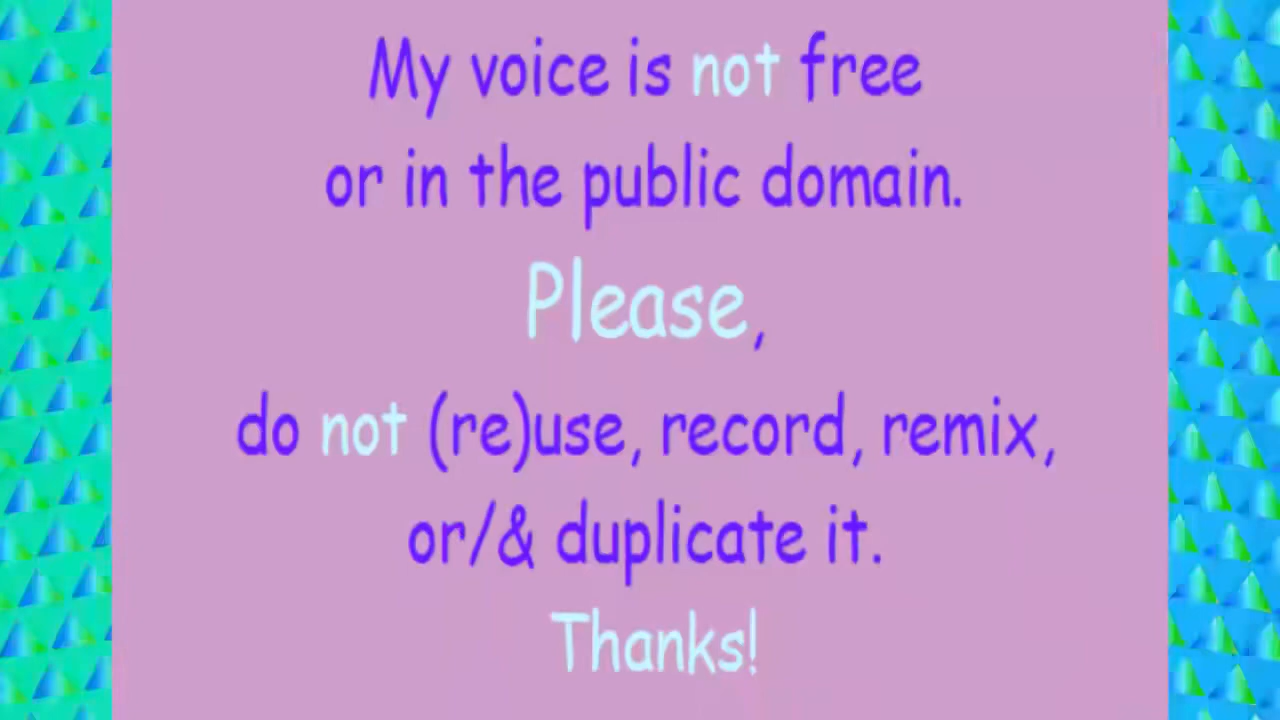 My voice is not free
or in the public domain.
Please,
do not (re)use, record, remix,
or/& duplicate it.
Thanks!